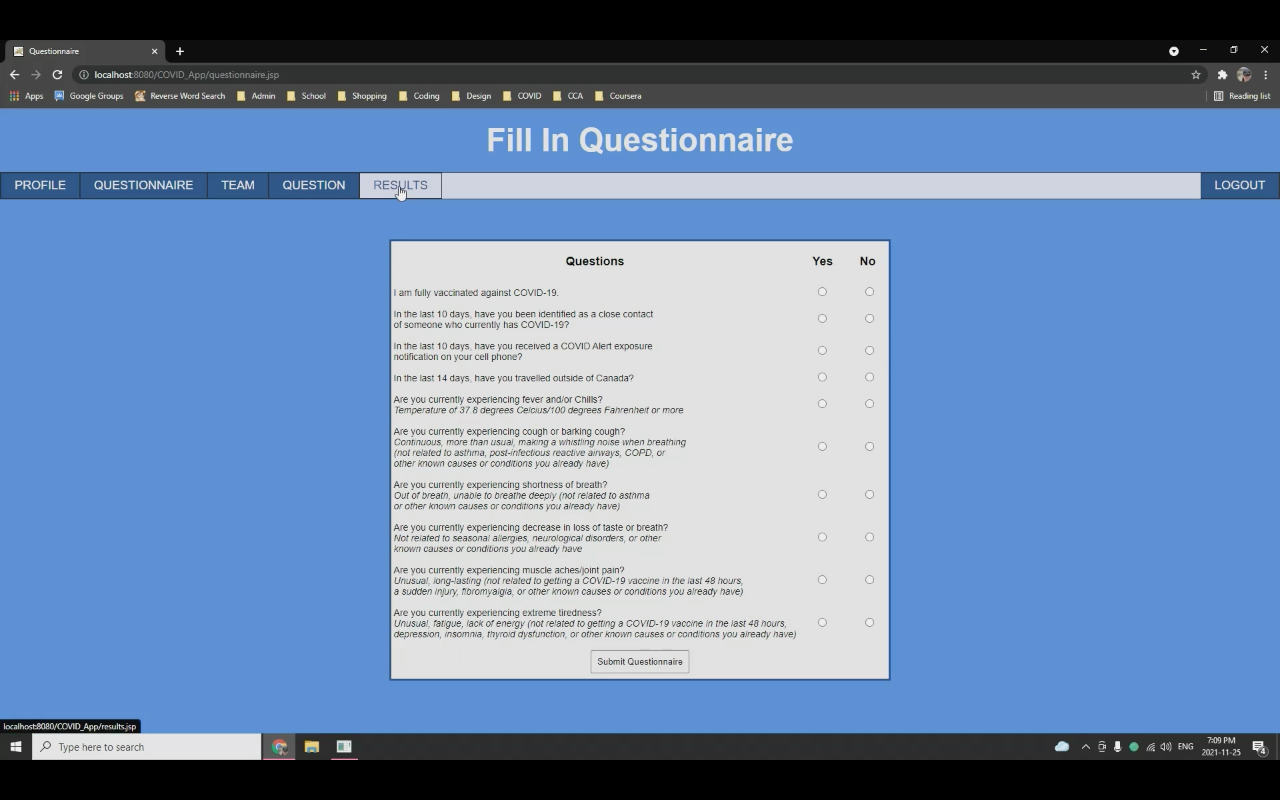 Questionnaire
localhost:8080/COVID_App/questionnaire.jsp
Apps Google Groups Reverse Word Search Admin School Shopping Coding Design COVID CCA Coursera Reading list
Fill In Questionnaire
PROFILE QUESTIONNAIRE TEAM QUESTION RESULTS LOGOUT
Questions Yes No
I am fully vaccinated against COVID-19.
In the last 10 days, have you been identified as a close contact
of someone who currently has COVID-19?
In the last 10 days, have you received a COVID Alert exposure
notification on your cell phone?
In the last 14 days, have you travelled outside of Canada?
Are you currently experiencing fever and/or Chills?
Temperature of 37.8 degrees Celcius/100 degrees Fahrenheit or more
Are you currently experiencing cough or barking cough?
Continuous, more than usual, making a whistling noise when breathing
(not related to asthma, post-infectious reactive airways, COPD, or
other known causes or conditions you already have)
Are you currently experiencing shortness of breath?
Out of breath, unable to breathe deeply (not related to asthma
or other known causes or conditions you already have)
Are you currently experiencing decrease in loss of taste or breath?
Not related to seasonal allergies, neurological disorders, or other
known causes or conditions you already have
Are you currently experiencing muscle aches/joint pain?
Unusual, long-lasting (not related to getting a COVID-19 vaccine in the last 48 hours,
a sudden injury, fibromyalgia, or other known causes or conditions you already have)
Are you currently experiencing extreme tiredness?
Unusual, fatigue, lack of energy (not related to getting a COVID-19 vaccine in the last 48 hours,
depression, insomnia, thyroid dysfunction, or other known causes or conditions you already have)
Submit Questionnaire
localhost:8080/COVID_App/results.jsp
Type here to search
ENG
7:09 PM
2021-11-25
4